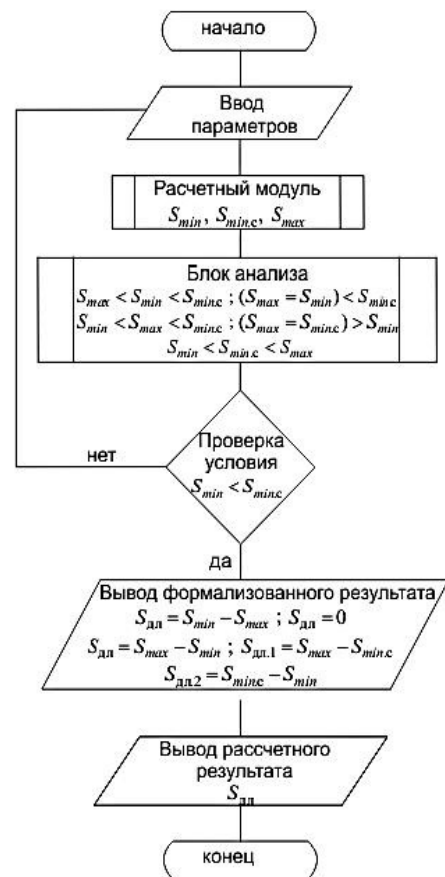 начало
Ввод
параметров
Расчетный модуль
S_min, S_min.c, S_max
Блок анализа
S_max < S_min < S_min.c ; (S_max = S_min) < S_min.c
S_min < S_max < S_min.c ; (S_max = S_min.c) > S_min
S_min < S_min.c < S_max
Проверка
условия
S_min < S_min.c
нет
да
Вывод формализованного результата
S_дл = S_min − S_max ; S_дл = 0
S_дл = S_max − S_min ; S_дл.1 = S_max − S_min.c
S_дл.2 = S_min.c − S_min
Вывод рассчетного
результата
S_дл
конец